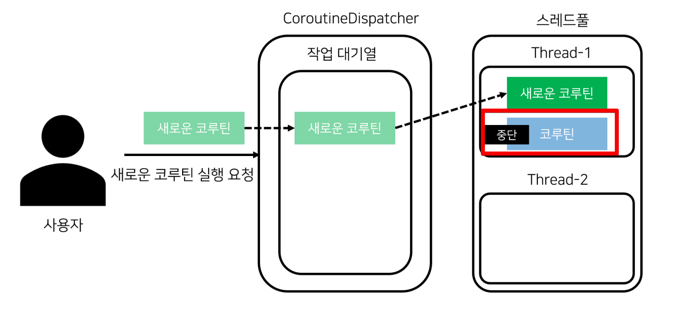 CoroutineDispatcher
스레드풀
작업 대기열
Thread-1
새로운 코루틴
새로운 코루틴
새로운 코루틴
중단
코루틴
새로운 코루틴 실행 요청
Thread-2
사용자